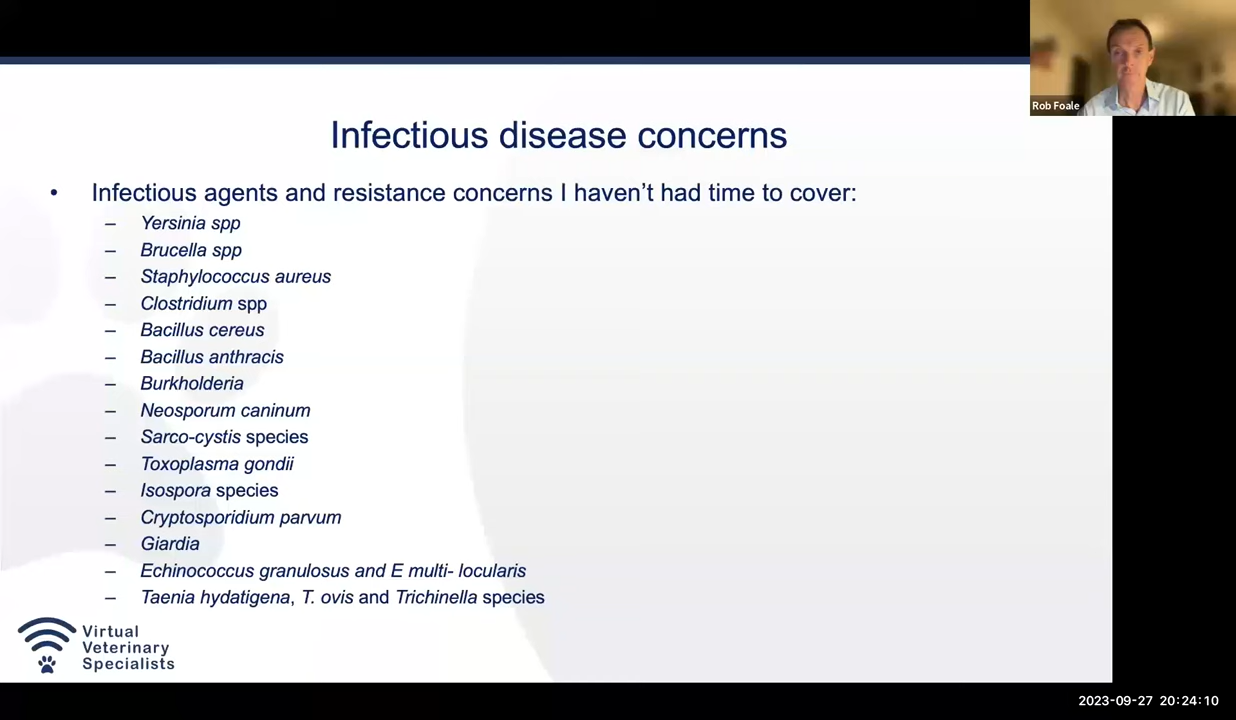 Rob Foale
Infectious disease concerns
• Infectious agents and resistance concerns I haven’t had time to cover:
– Yersinia spp
– Brucella spp
– Staphylococcus aureus
– Clostridium spp
– Bacillus cereus
– Bacillus anthracis
– Burkholderia
– Neosporum caninum
– Sarco-cystis species
– Toxoplasma gondii
– Isospora species
– Cryptosporidium parvum
– Giardia
– Echinococcus granulosus and E multi- locularis
– Taenia hydatigena, T. ovis and Trichinella species
Virtual
Veterinary
Specialists
2023-09-27 20:24:10